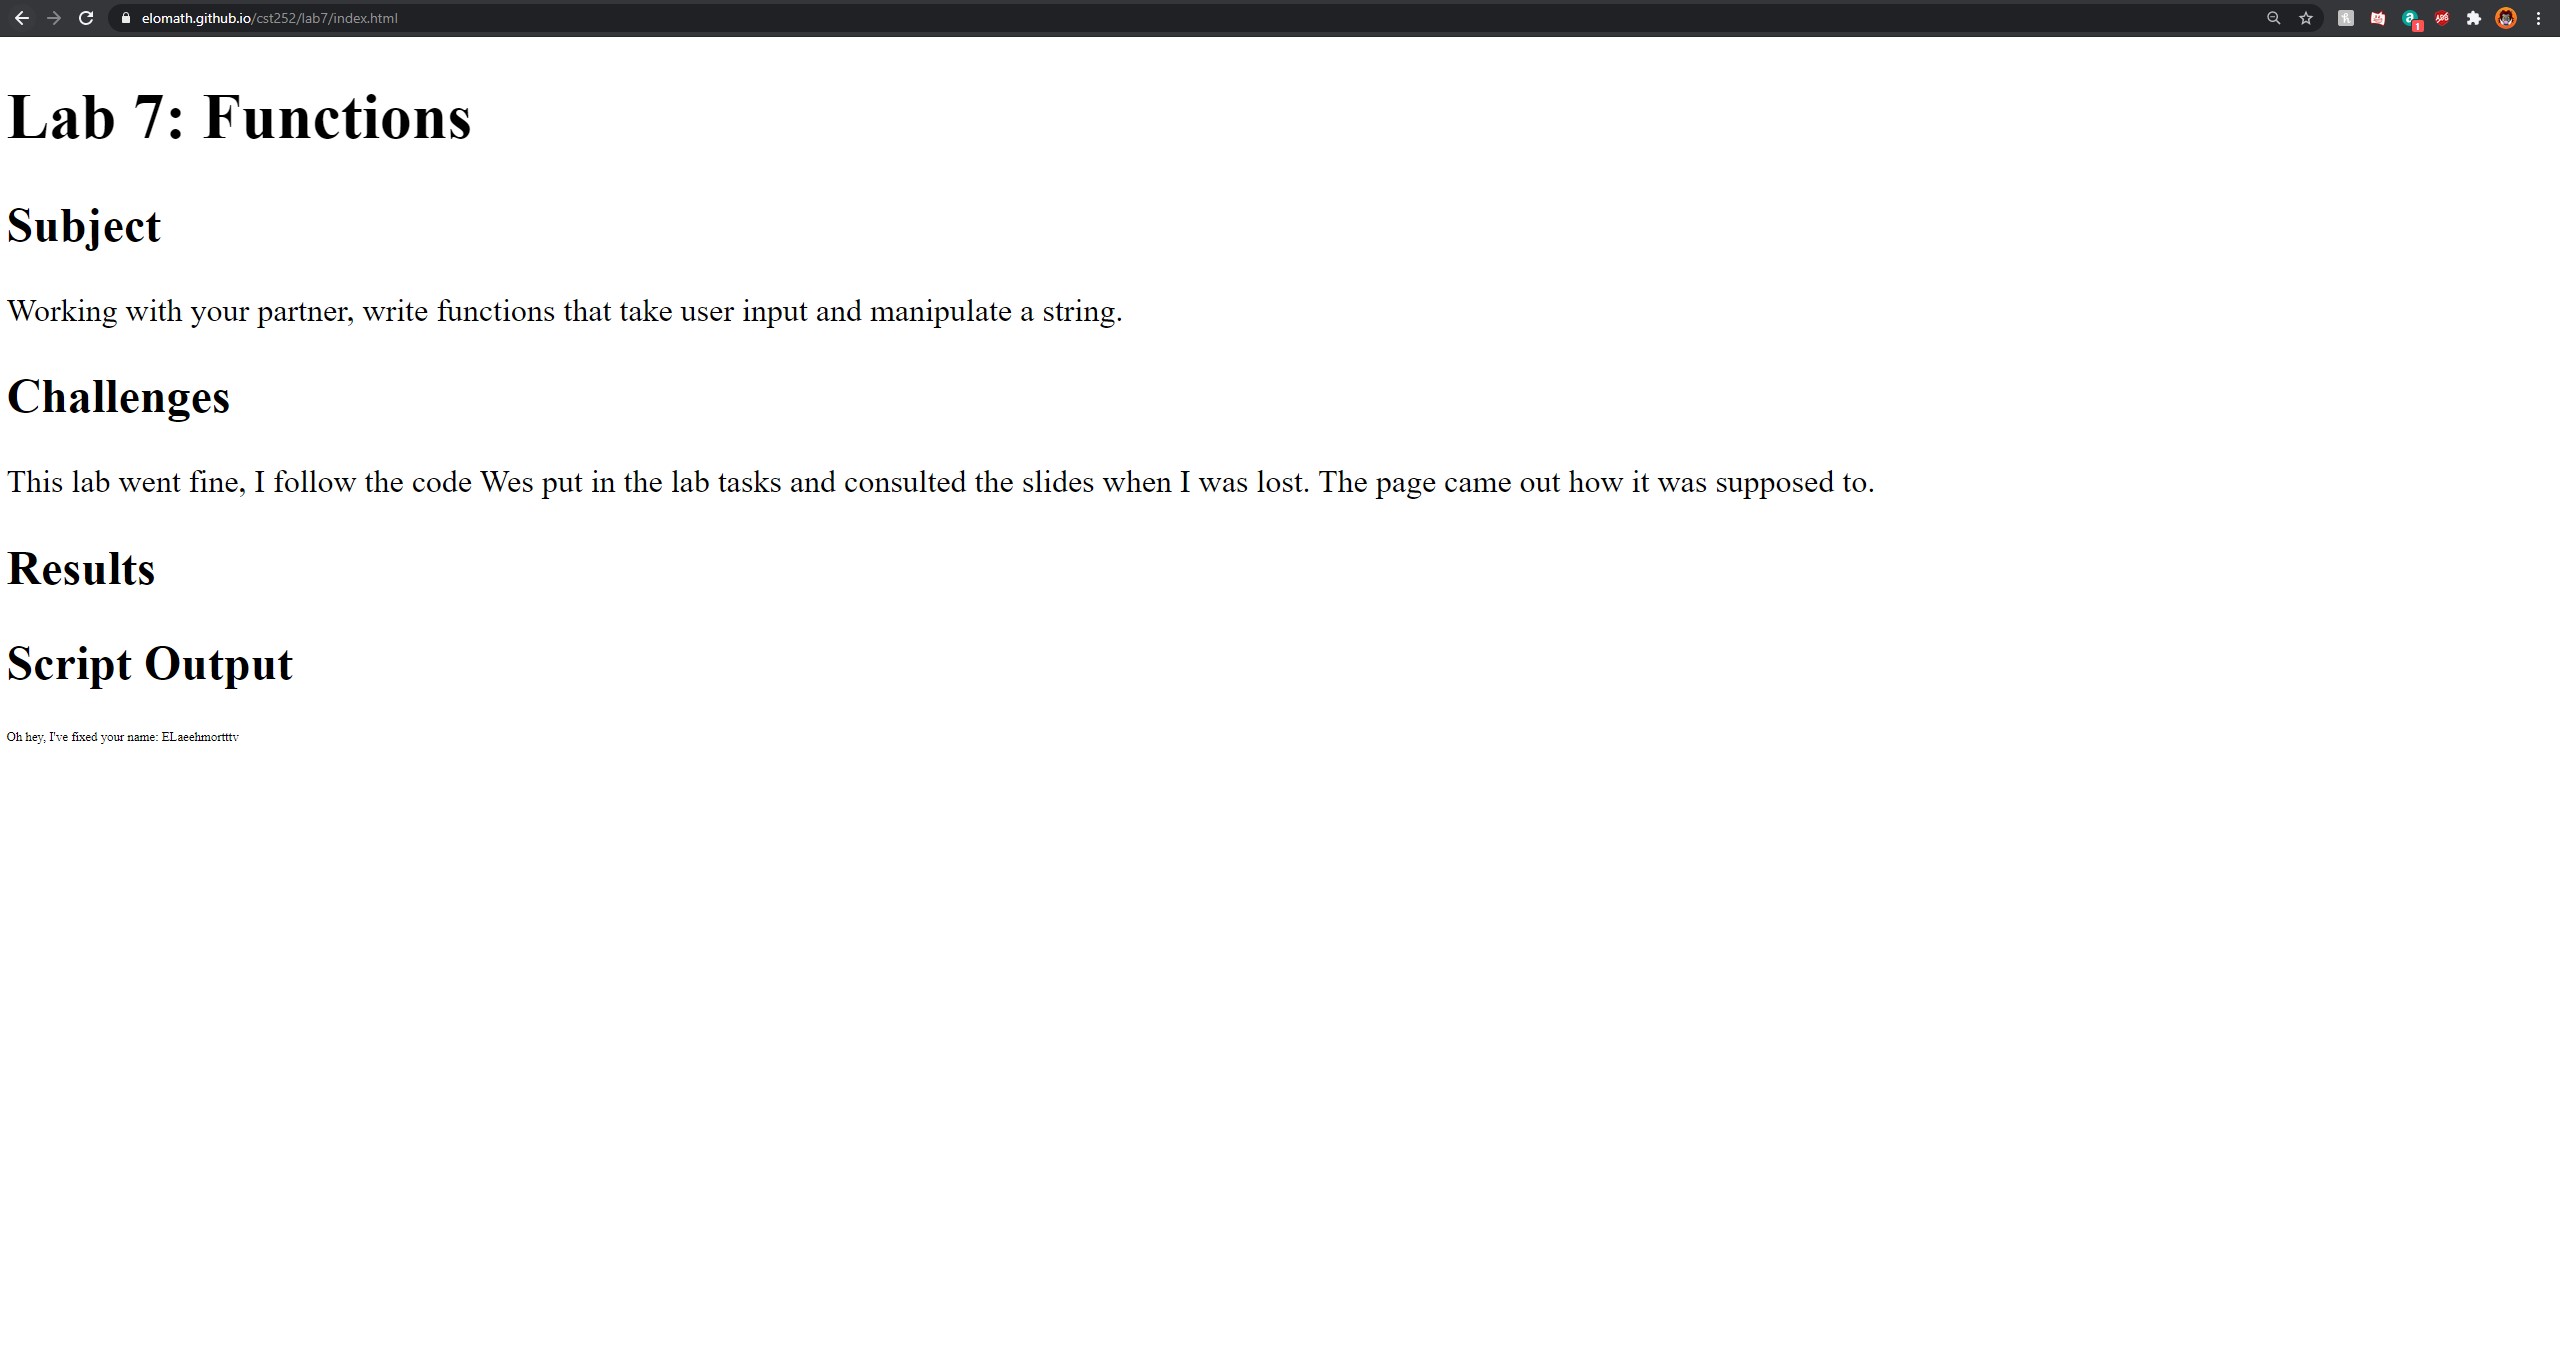 elomath.github.io/cst252/lab7/index.html
1
Lab 7: Functions
Subject
Working with your partner, write functions that take user input and manipulate a string.
Challenges
This lab went fine, I follow the code Wes put in the lab tasks and consulted the slides when I was lost. The page came out how it was supposed to.
Results
Script Output
Oh hey, I've fixed your name: ELaeehmortttv